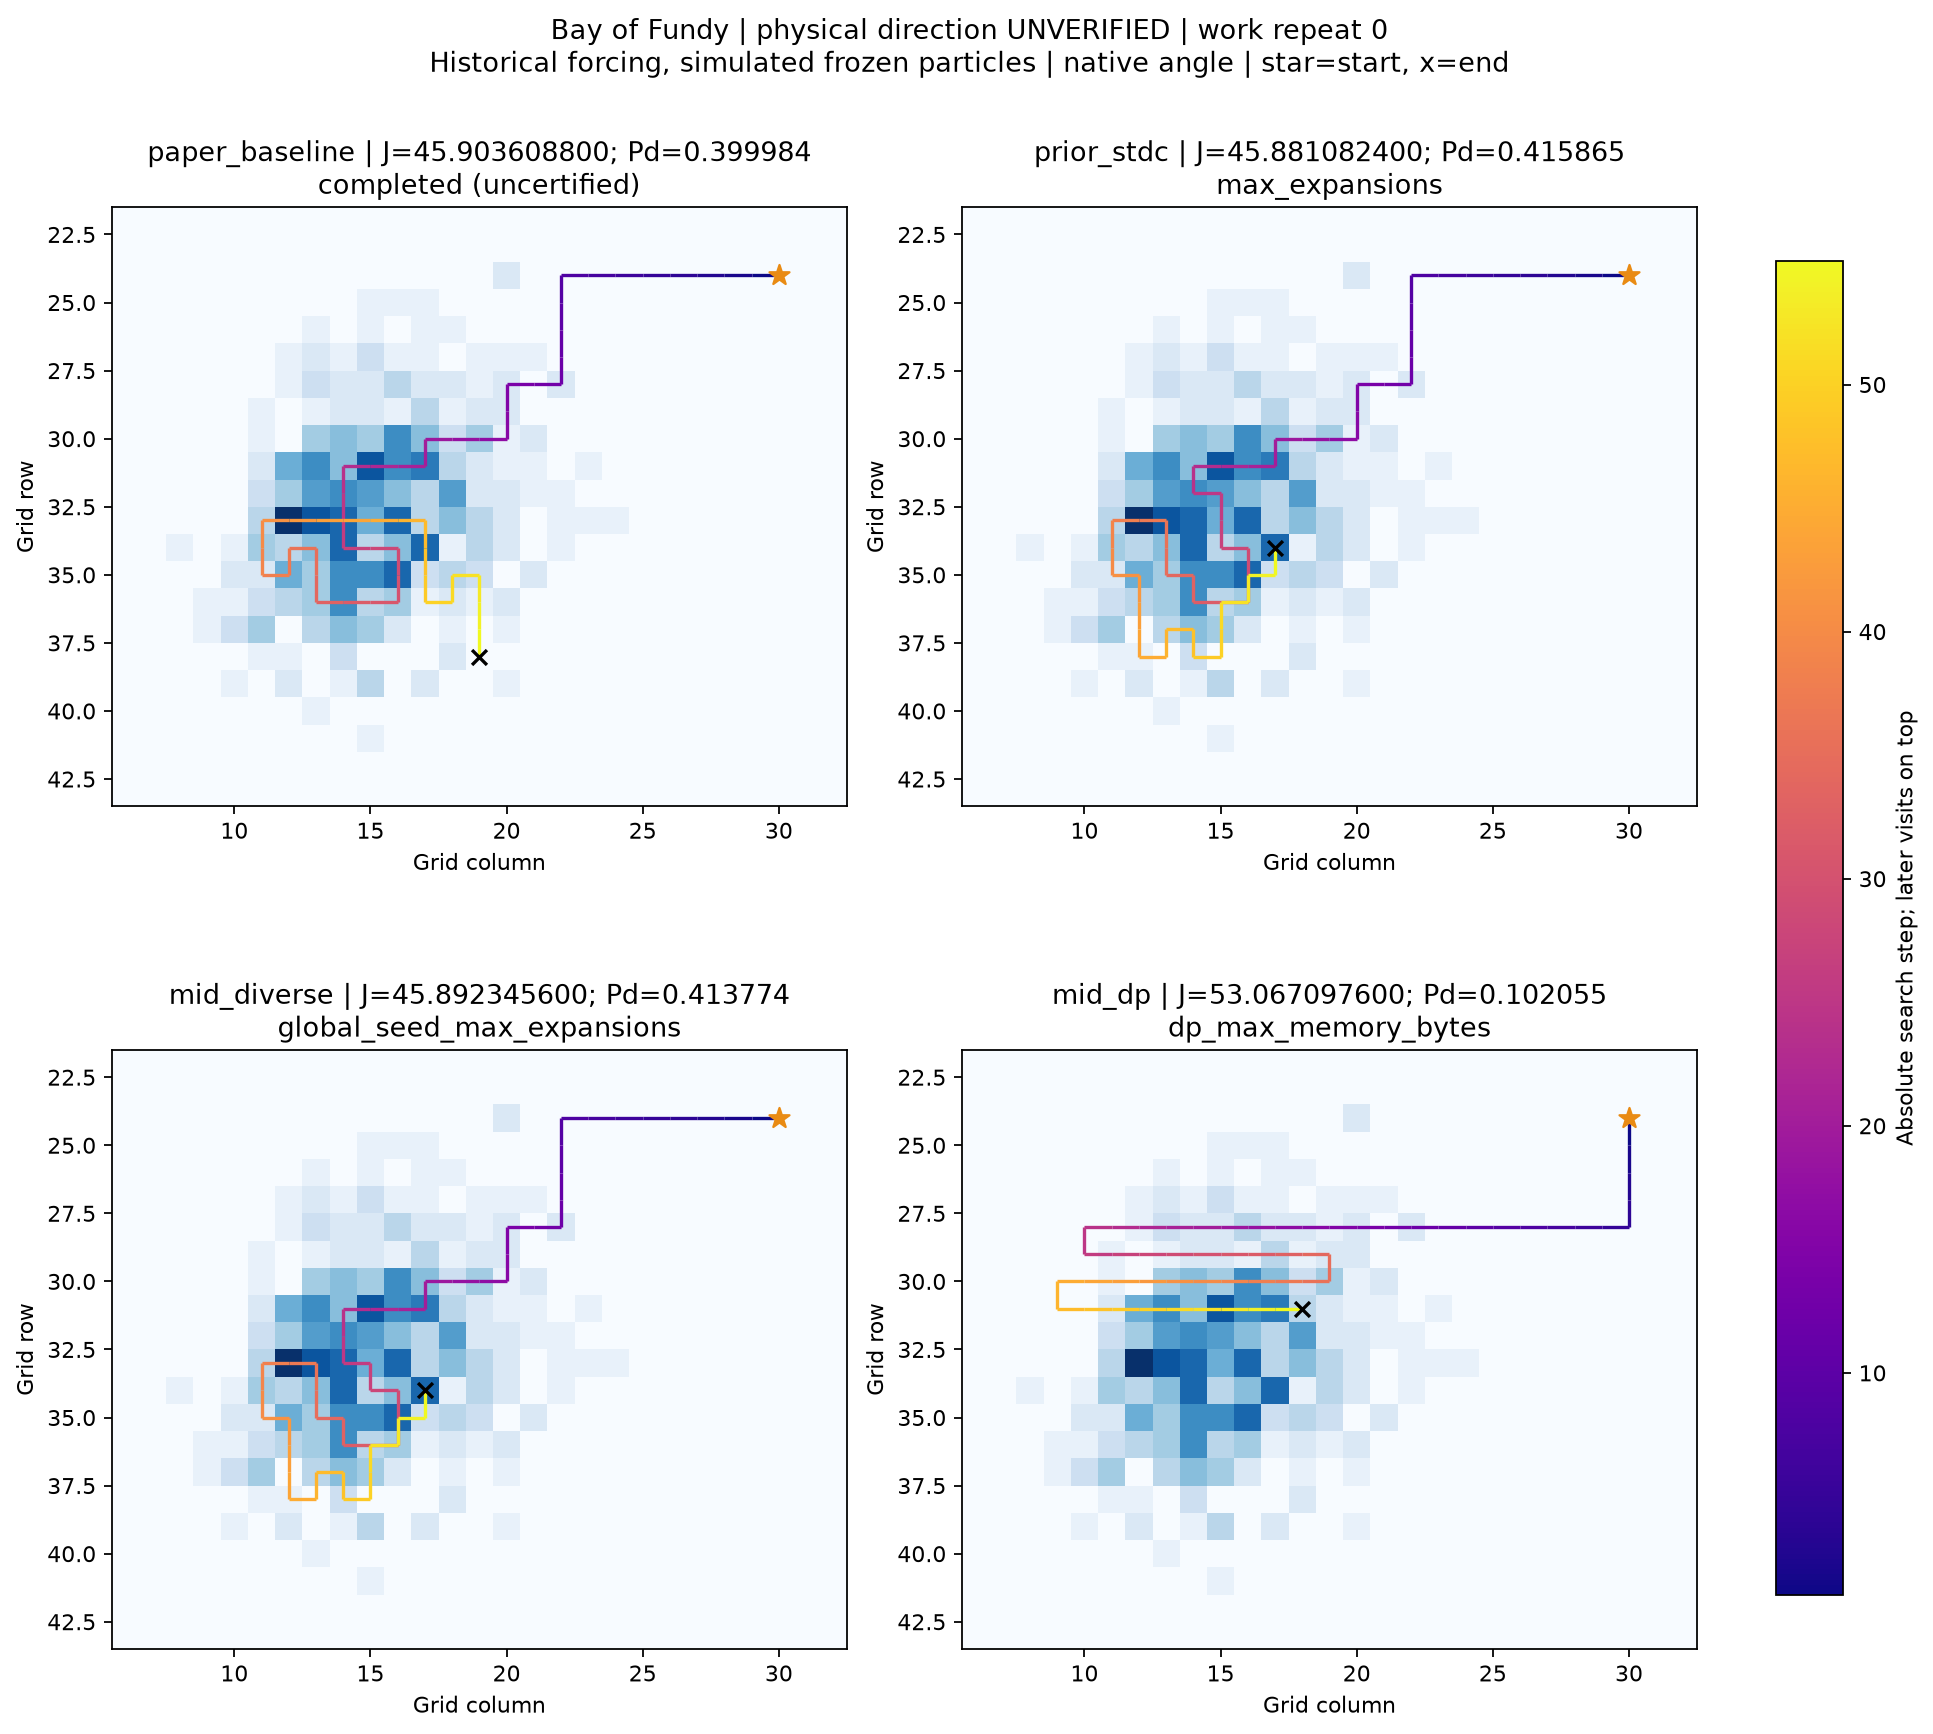 Bay of Fundy | physical direction UNVERIFIED | work repeat 0
Historical forcing, simulated frozen particles | native angle | star=start, x=end
paper_baseline | J=45.903608800; Pd=0.399984
completed (uncertified)
22.5
25.0
27.5
30.0
32.5
35.0
37.5
40.0
42.5
Grid row
10 15 20 25 30
Grid column
prior_stdc | J=45.881082400; Pd=0.415865
max_expansions
22.5
25.0
27.5
30.0
32.5
35.0
37.5
40.0
42.5
Grid row
10 15 20 25 30
Grid column
mid_diverse | J=45.892345600; Pd=0.413774
global_seed_max_expansions
22.5
25.0
27.5
30.0
32.5
35.0
37.5
40.0
42.5
Grid row
10 15 20 25 30
Grid column
mid_dp | J=53.067097600; Pd=0.102055
dp_max_memory_bytes
22.5
25.0
27.5
30.0
32.5
35.0
37.5
40.0
42.5
Grid row
10 15 20 25 30
Grid column
50
40
30
20
10
Absolute search step; later visits on top